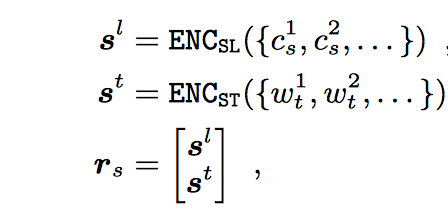 s^l = ENC_SL({c_s^1, c_s^2, ...}) ,
s^t = ENC_ST({w_t^1, w_t^2, ...})
r_s = [s^l s^t] ,